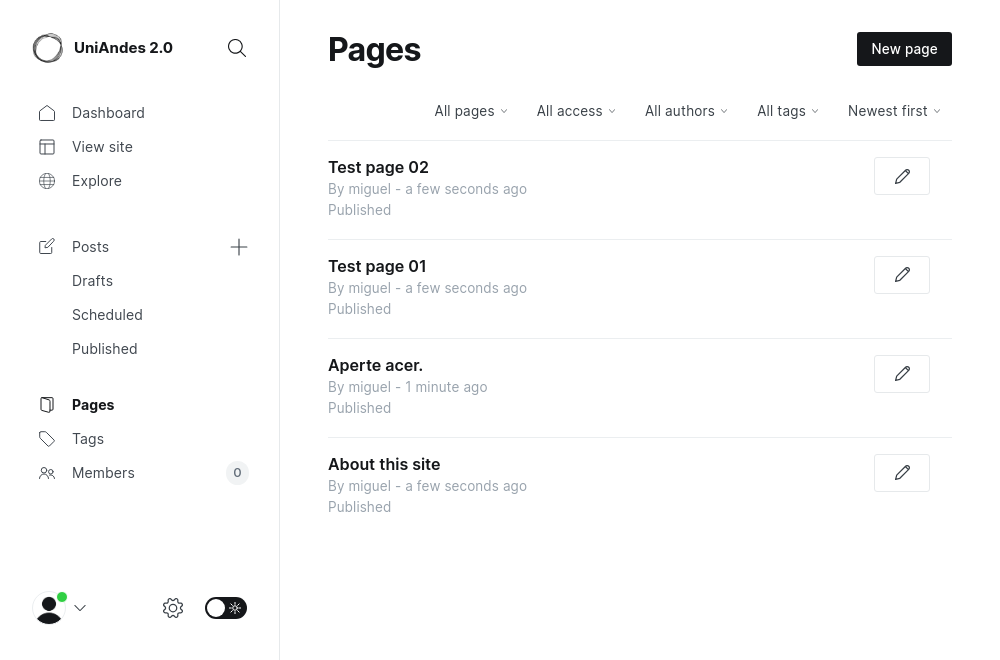 UniAndes 2.0
Dashboard
View site
Explore
Posts
Drafts
Scheduled
Published
Pages
Tags
Members 0
Pages
New page
All pages All access All authors All tags Newest first
Test page 02
By miguel - a few seconds ago
Published
Test page 01
By miguel - a few seconds ago
Published
Aperte acer.
By miguel - 1 minute ago
Published
About this site
By miguel - a few seconds ago
Published